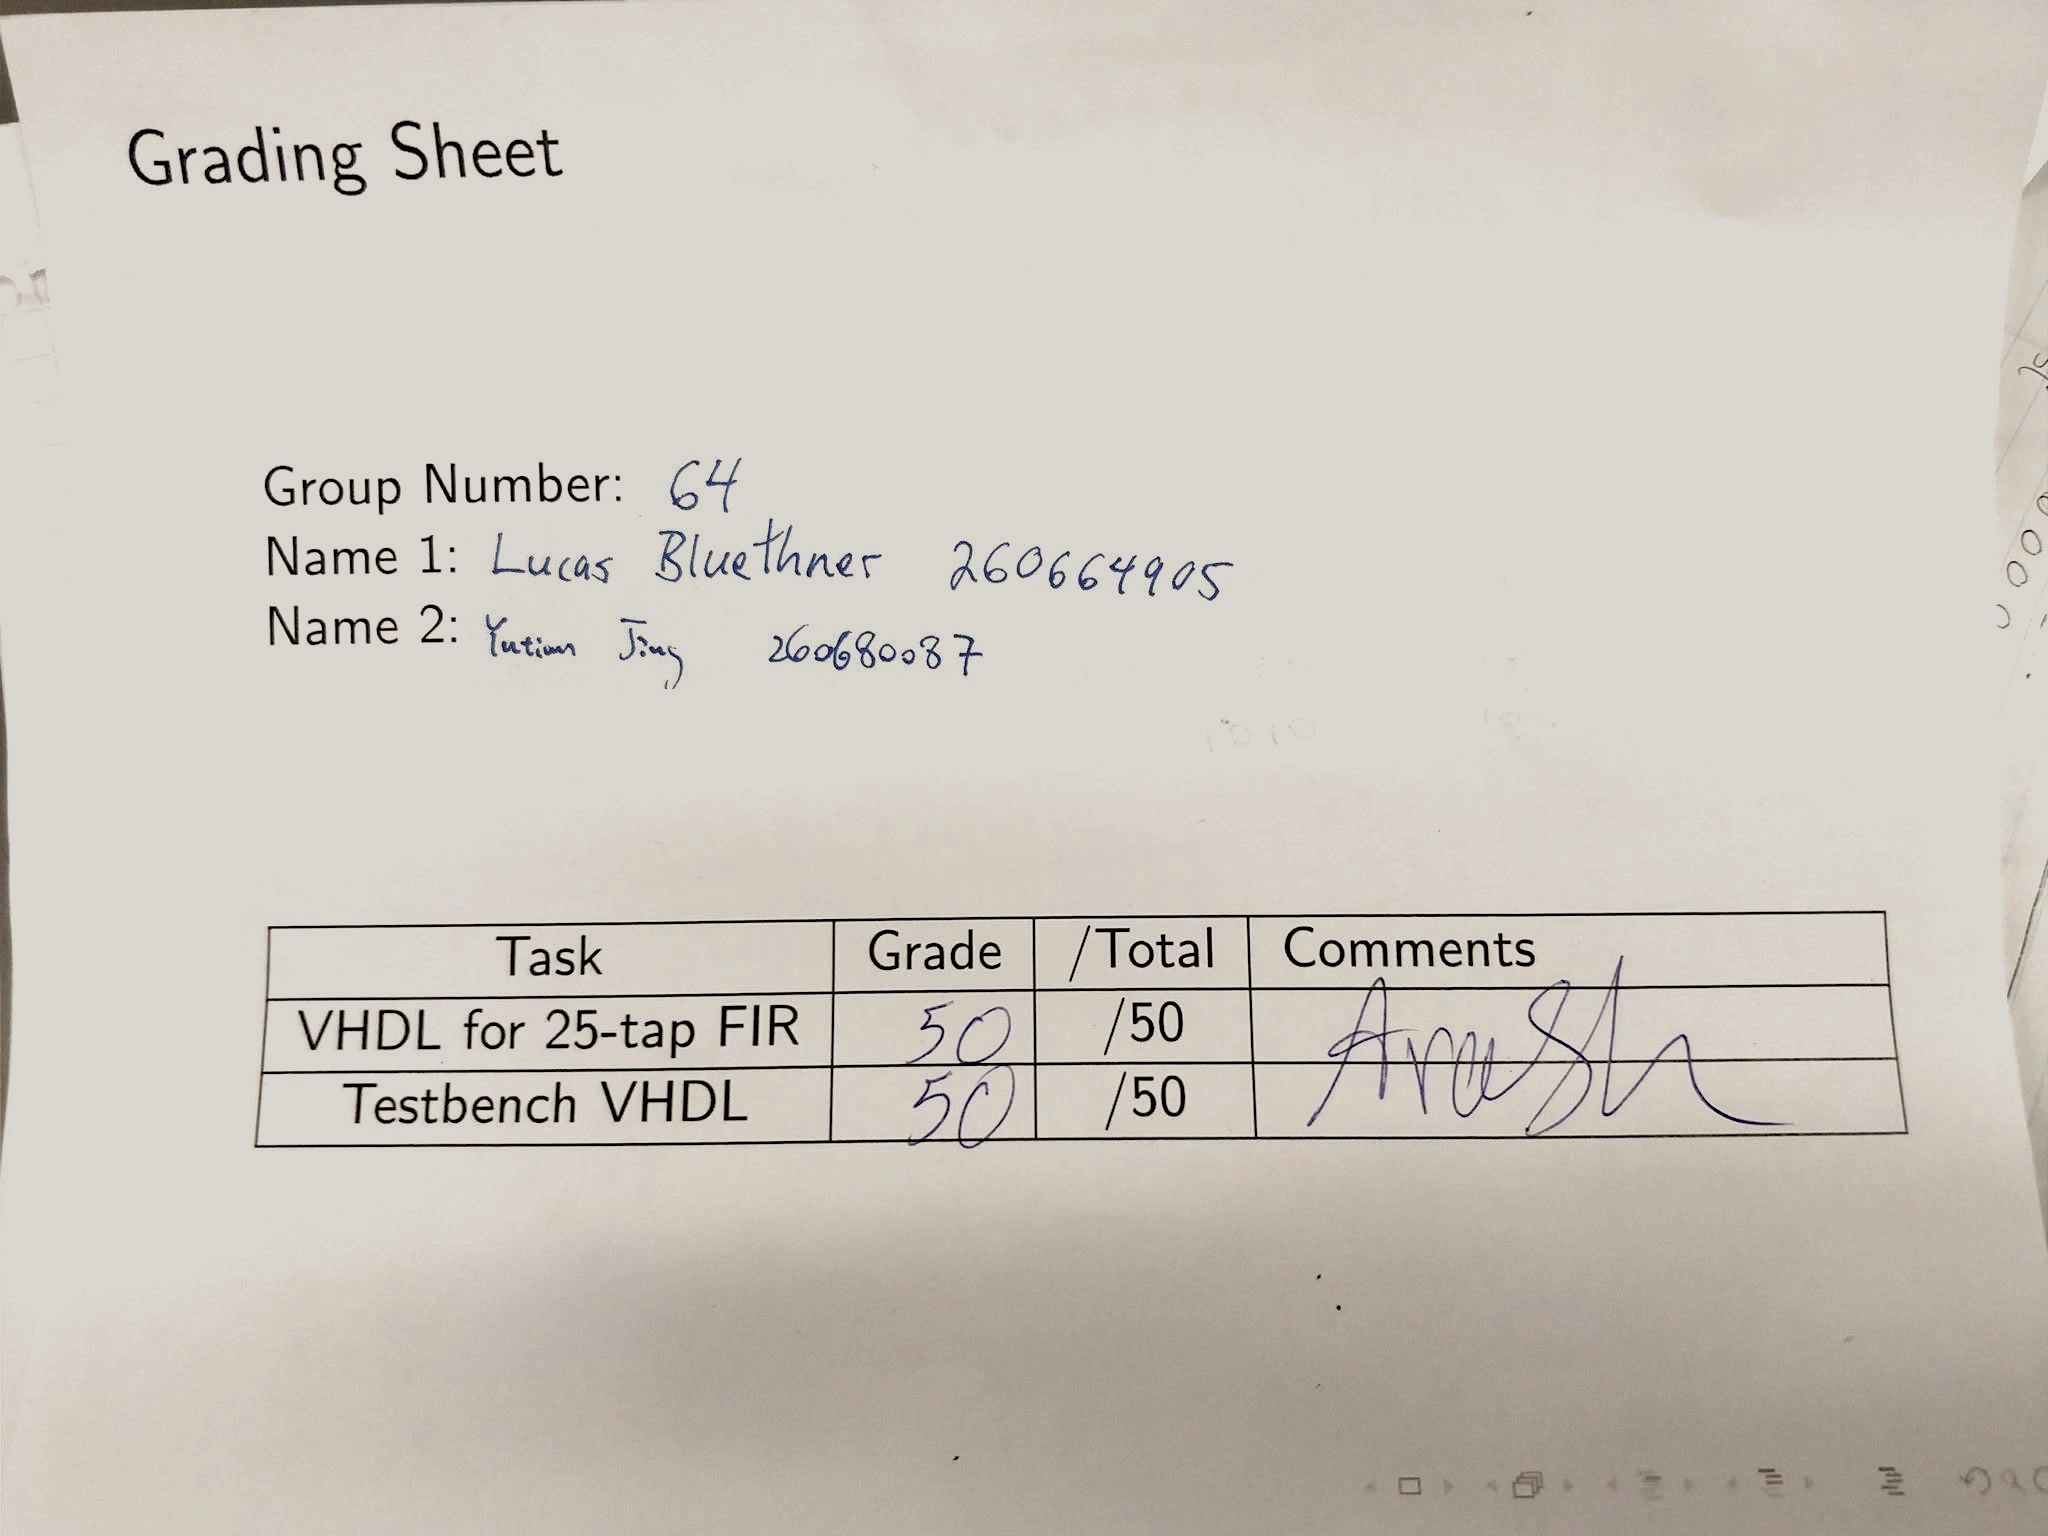 Grading Sheet
Group Number: 64
Name 1: Lucas Bluethner 260664905
Name 2: Yutian Jing 260680087
Task Grade /Total Comments
VHDL for 25-tap FIR 50 /50 Arash
Testbench VHDL 50 /50